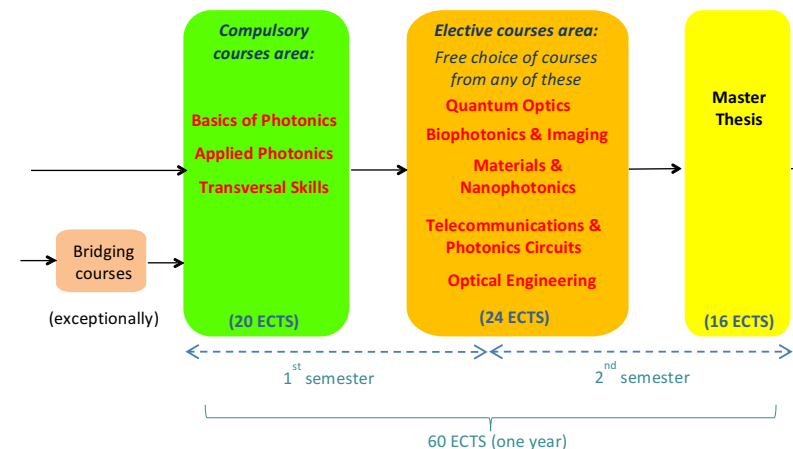 Compulsory
courses area:
Basics of Photonics
Applied Photonics
Transversal Skills
(20 ECTS)
Elective courses area:
Free choice of courses
from any of these
Quantum Optics
Biophotonics & Imaging
Materials &
Nanophotonics
Telecommunications &
Photonics Circuits
Optical Engineering
(24 ECTS)
Master
Thesis
(16 ECTS)
Bridging
courses
(exceptionally)
1st semester
2nd semester
60 ECTS (one year)